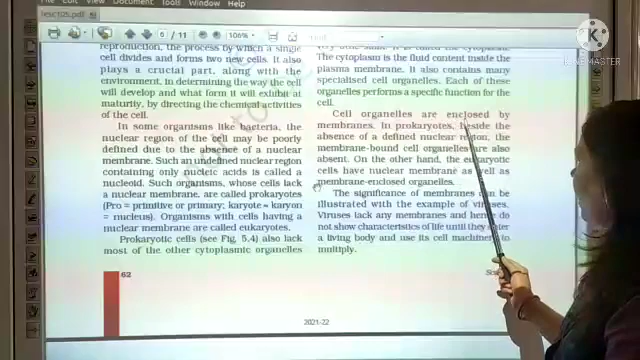 File Edit View Document Tools Window Help
iesc105.pdf
6 / 11
106%
reproduction, the process by which a single
cell divides and forms two new cells. It also
plays a crucial part, along with the
environment, in determining the way the cell
will develop and what form it will exhibit at
maturity, by directing the chemical activities
of the cell.
In some organisms like bacteria, the
nuclear region of the cell may be poorly
defined due to the absence of a nuclear
membrane. Such an undefined nuclear region
containing only nucleic acids is called a
nucleoid. Such organisms, whose cells lack
a nuclear membrane, are called prokaryotes
(Pro = primitive or primary; karyote ≈ karyon
= nucleus). Organisms with cells having a
nuclear membrane are called eukaryotes.
Prokaryotic cells (see Fig. 5.4) also lack
most of the other cytoplasmic organelles
62
The cytoplasm is the fluid content inside the
plasma membrane. It also contains many
specialised cell organelles. Each of these
organelles performs a specific function for the
cell.
Cell organelles are enclosed by
membranes. In prokaryotes, beside the
absence of a defined nuclear region, the
membrane-bound cell organelles are also
absent. On the other hand, the eukaryotic
cells have nuclear membrane as well as
membrane-enclosed organelles.
The significance of membranes can be
illustrated with the example of viruses.
Viruses lack any membranes and hence do
not show characteristics of life until they enter
a living body and use its cell machinery to
multiply.
2021-22
KINEMASTER